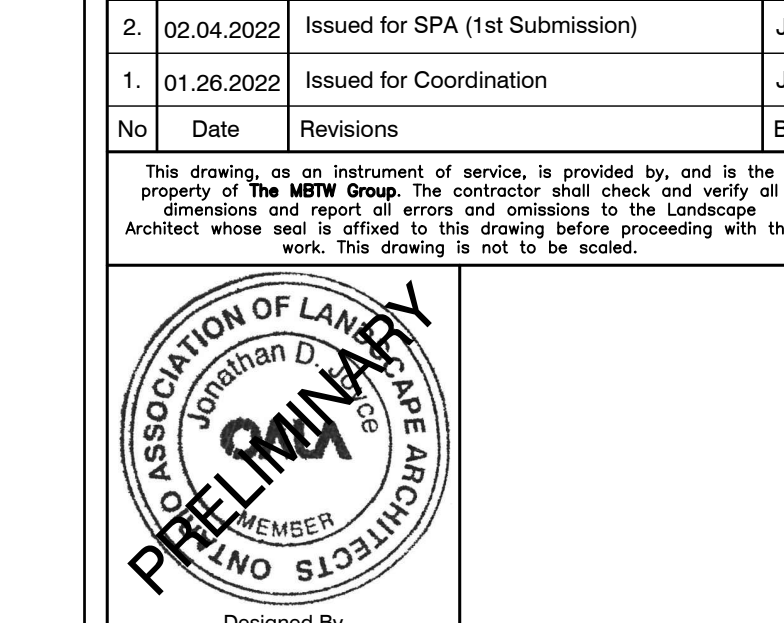 2. 02.04.2022 Issued for SPA (1st Submission) J
1. 01.26.2022 Issued for Coordination J
No Date Revisions B
This drawing, as an instrument of service, is provided by, and is the
property of The MBTW Group. The contractor shall check and verify all
dimensions and report all errors and omissions to the Landscape
Architect whose seal is affixed to this drawing before proceeding with th
work. This drawing is not to be scaled.
ONTARIO ASSOCIATION OF LANDSCAPE ARCHITECTS
Jonathan D. Joyce
OALA
MEMBER
PRELIMINARY
Designed By